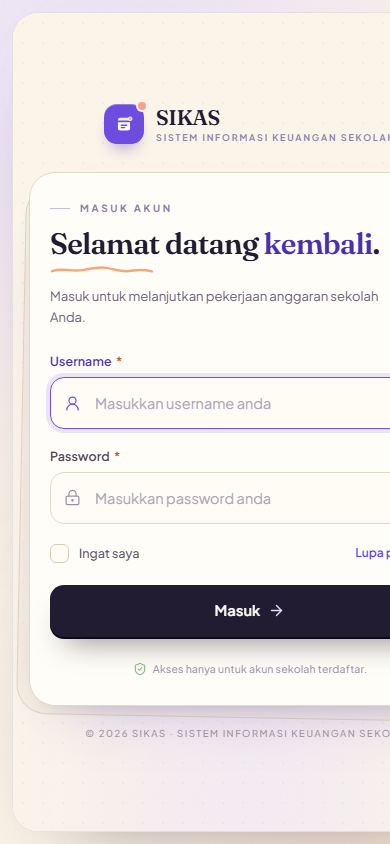 SIKAS
SISTEM INFORMASI KEUANGAN SEKOLAH
MASUK AKUN
Selamat datang kembali.
Masuk untuk melanjutkan pekerjaan anggaran sekolah
Anda.
Username *
Masukkan username anda
Password *
Masukkan password anda
Ingat saya
Lupa p
Masuk →
Akses hanya untuk akun sekolah terdaftar.
© 2026 SIKAS · SISTEM INFORMASI KEUANGAN SEKO